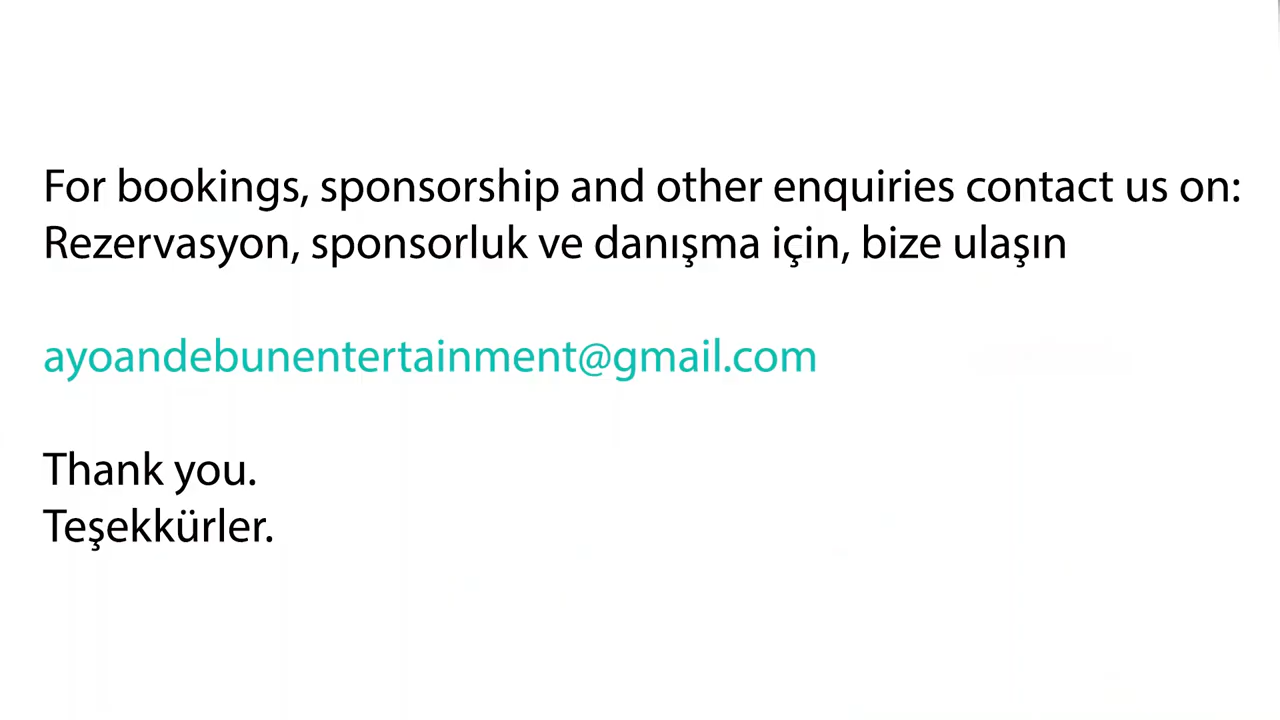 For bookings, sponsorship and other enquiries contact us on:
Rezervasyon, sponsorluk ve danışma için, bize ulaşın
ayoandebunentertainment@gmail.com
Thank you.
Teşekkürler.